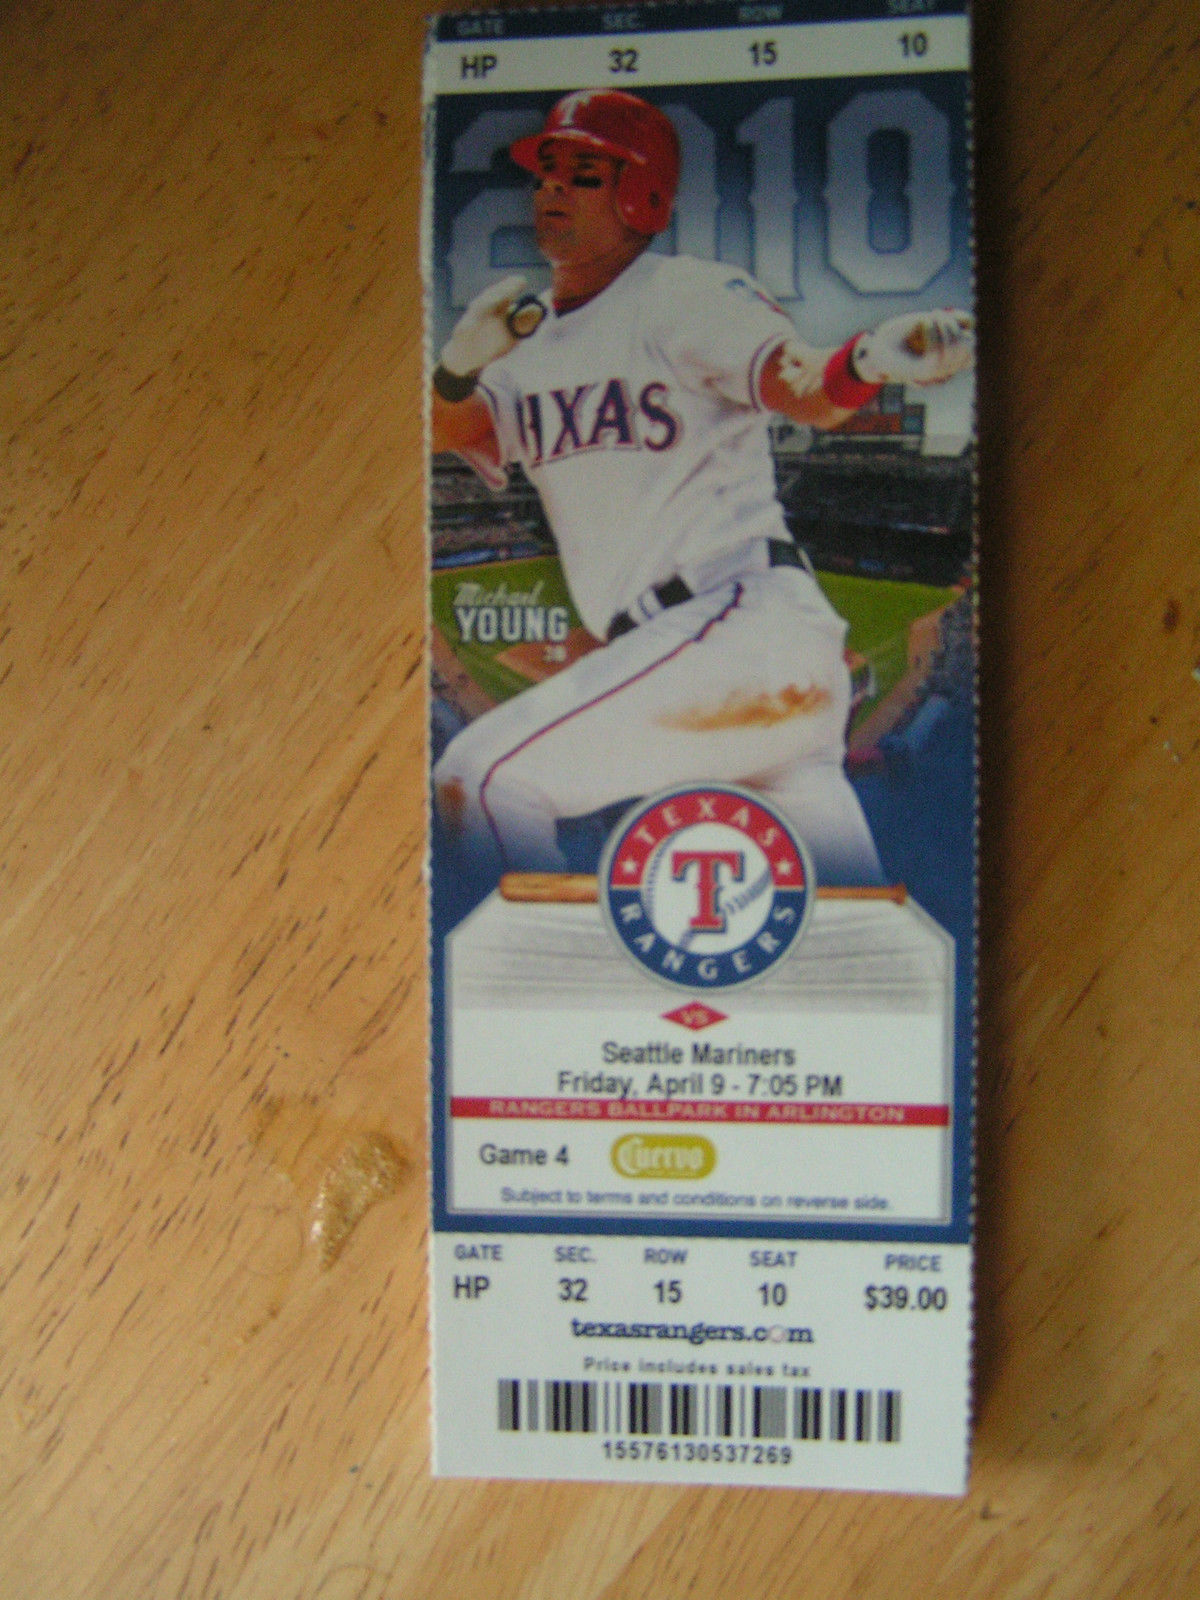 GATE SEC. ROW SEAT
HP 32 15 10
2010
T
TEXAS
Michael
YOUNG
TEXAS
T
RANGERS
VS
Seattle Mariners
Friday, April 9 - 7:05 PM
RANGERS BALLPARK IN ARLINGTON
Game 4 Cuervo
Subject to terms and conditions on reverse side.
GATE SEC. ROW SEAT PRICE
HP 32 15 10 $39.00
texasrangers.com
Price includes sales tax
15576130537269